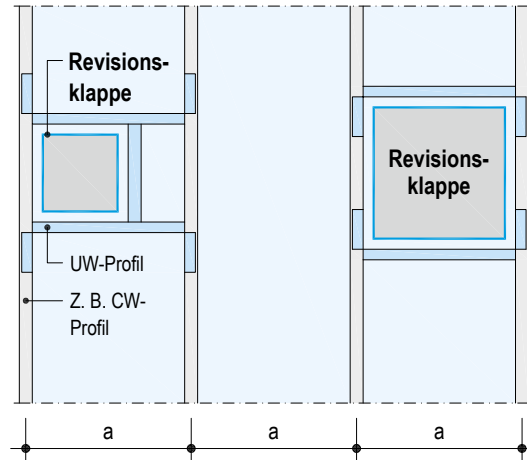 Revisions-
klappe
Revisions-
klappe
UW-Profil
Z. B. CW-
Profil
a
a
a